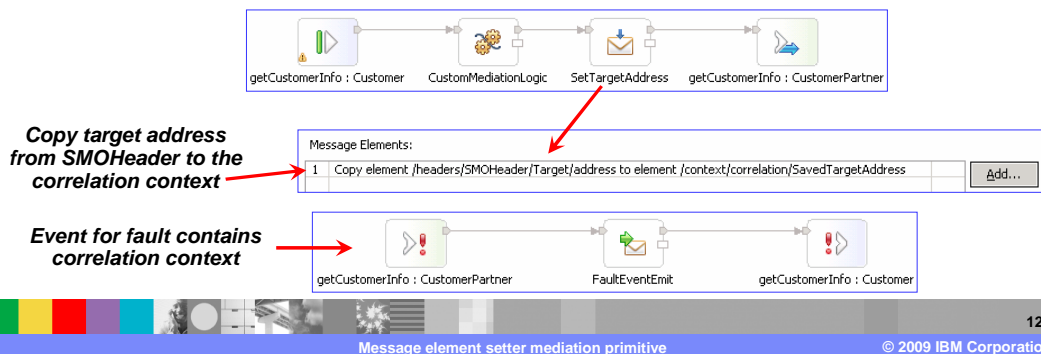 getCustomerInfo : Customer
CustomMediationLogic
SetTargetAddress
getCustomerInfo : CustomerPartner
Copy target address
from SMOHeader to the
correlation context
Message Elements:
1 Copy element /headers/SMOHeader/Target/address to element /context/correlation/SavedTargetAddress
Add...
Event for fault contains
correlation context
getCustomerInfo : CustomerPartner
FaultEventEmit
getCustomerInfo : Customer
12
Message element setter mediation primitive
© 2009 IBM Corporatio